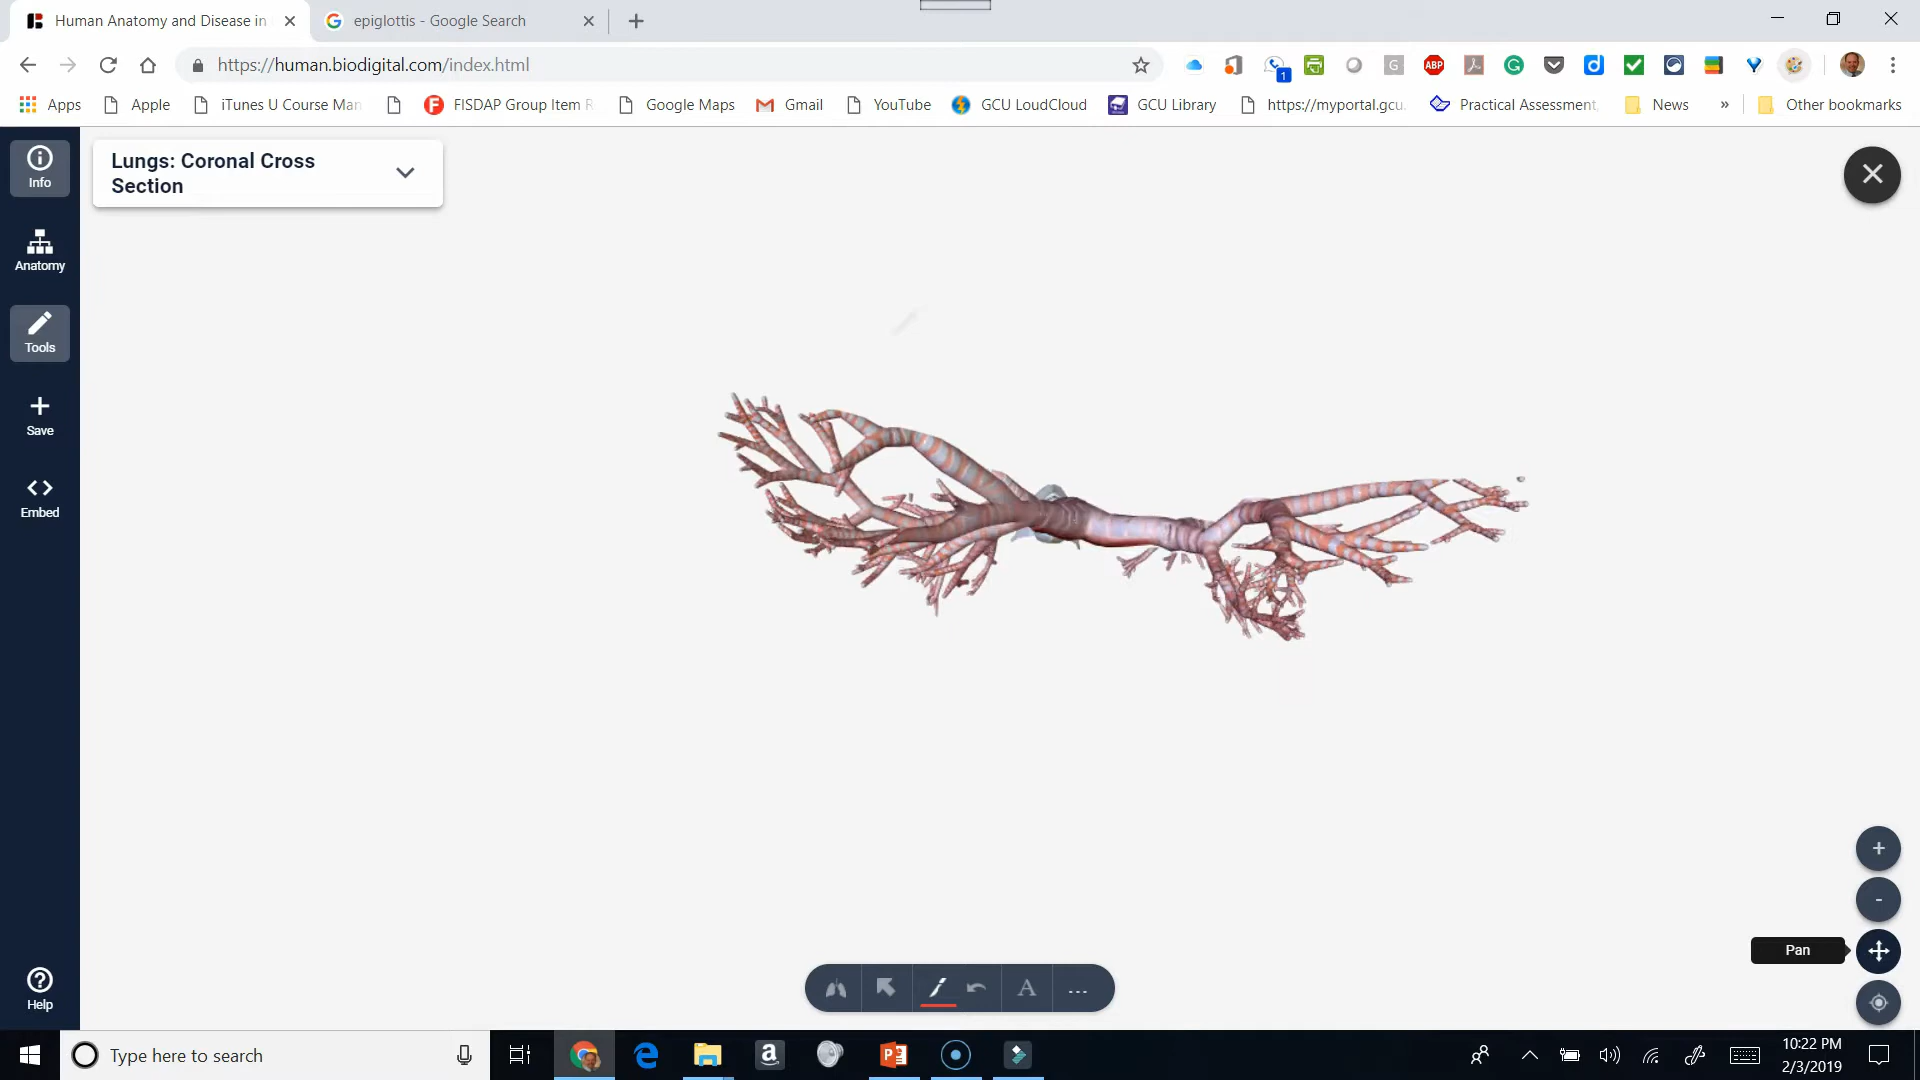 Human Anatomy and Disease in
epiglottis - Google Search
https://human.biodigital.com/index.html
1
G
ABP
Apps
Apple
iTunes U Course Man
FISDAP Group Item R
Google Maps
Gmail
YouTube
GCU LoudCloud
GCU Library
https://myportal.gcu.
Practical Assessment,
News
»
Other bookmarks
Info
Lungs: Coronal Cross
Section
Anatomy
Tools
Save
Embed
Pan
A
...
Help
Type here to search
10:22 PM
2/3/2019